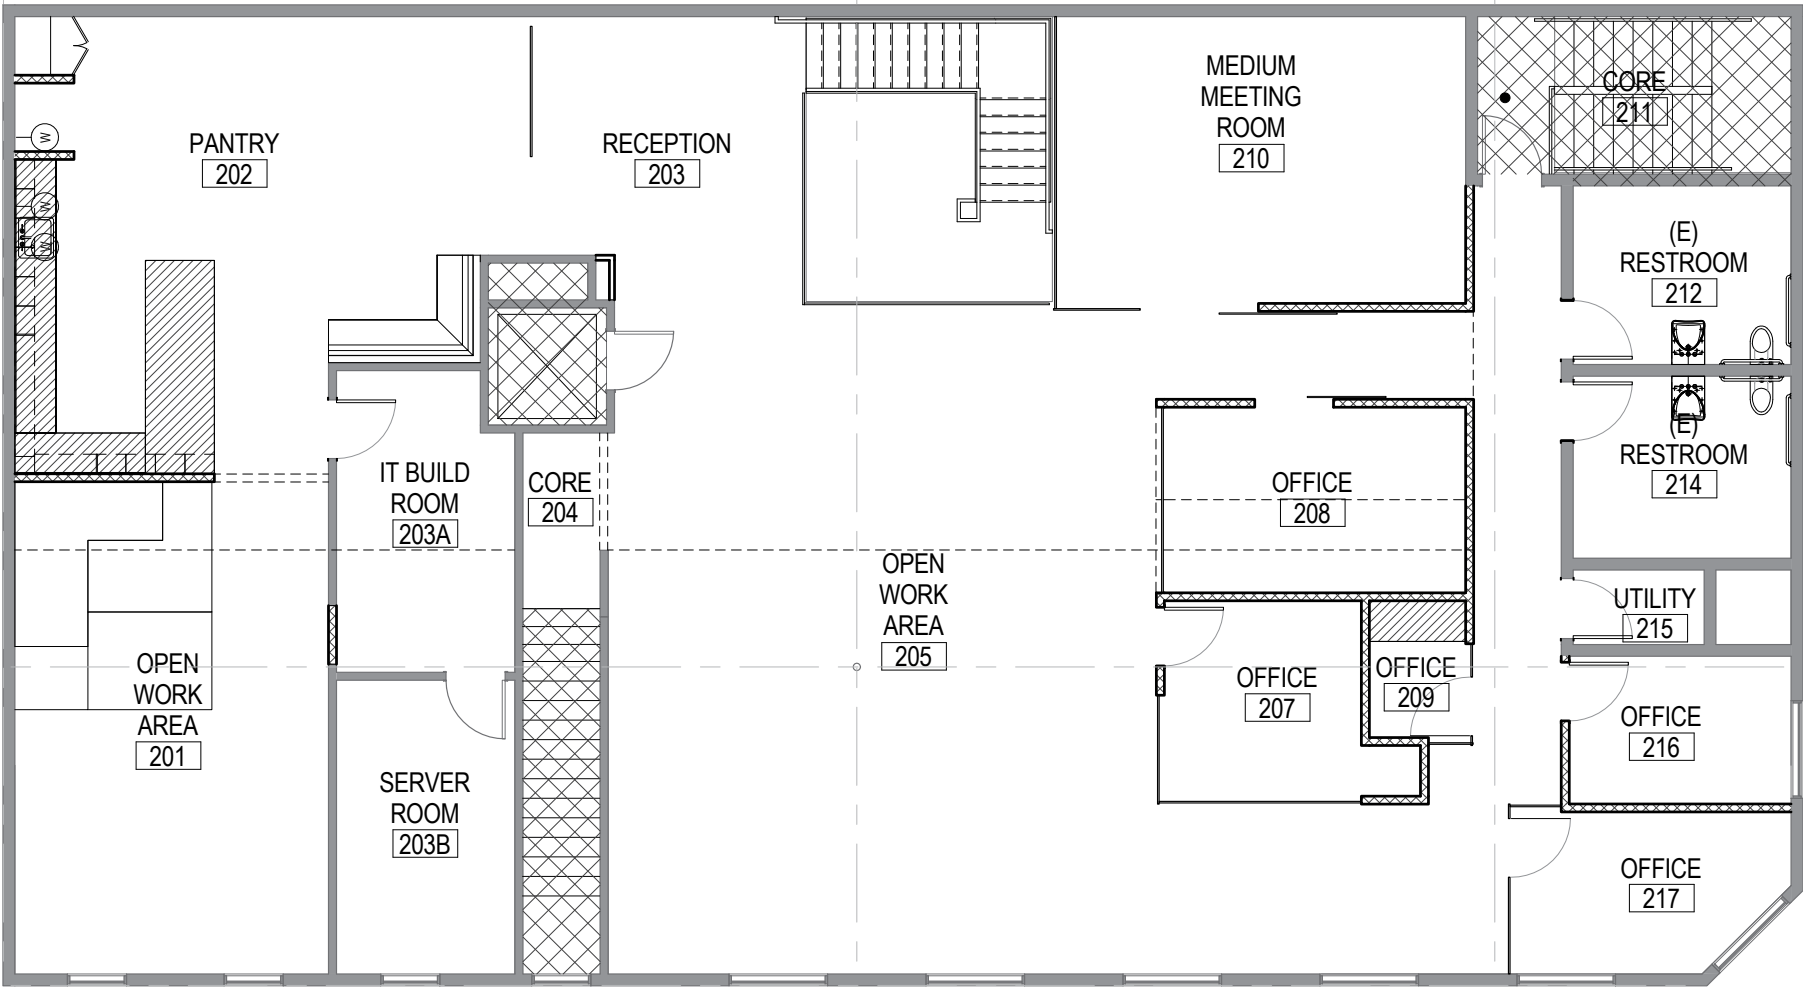 PANTRY
202
RECEPTION
203
MEDIUM
MEETING
ROOM
210
CORE
211
W
W
W
(E)
RESTROOM
212
(E)
RESTROOM
214
IT BUILD
ROOM
203A
CORE
204
OFFICE
208
OPEN
WORK
AREA
205
UTILITY
215
OPEN
WORK
AREA
201
OFFICE
207
OFFICE
209
OFFICE
216
SERVER
ROOM
203B
OFFICE
217